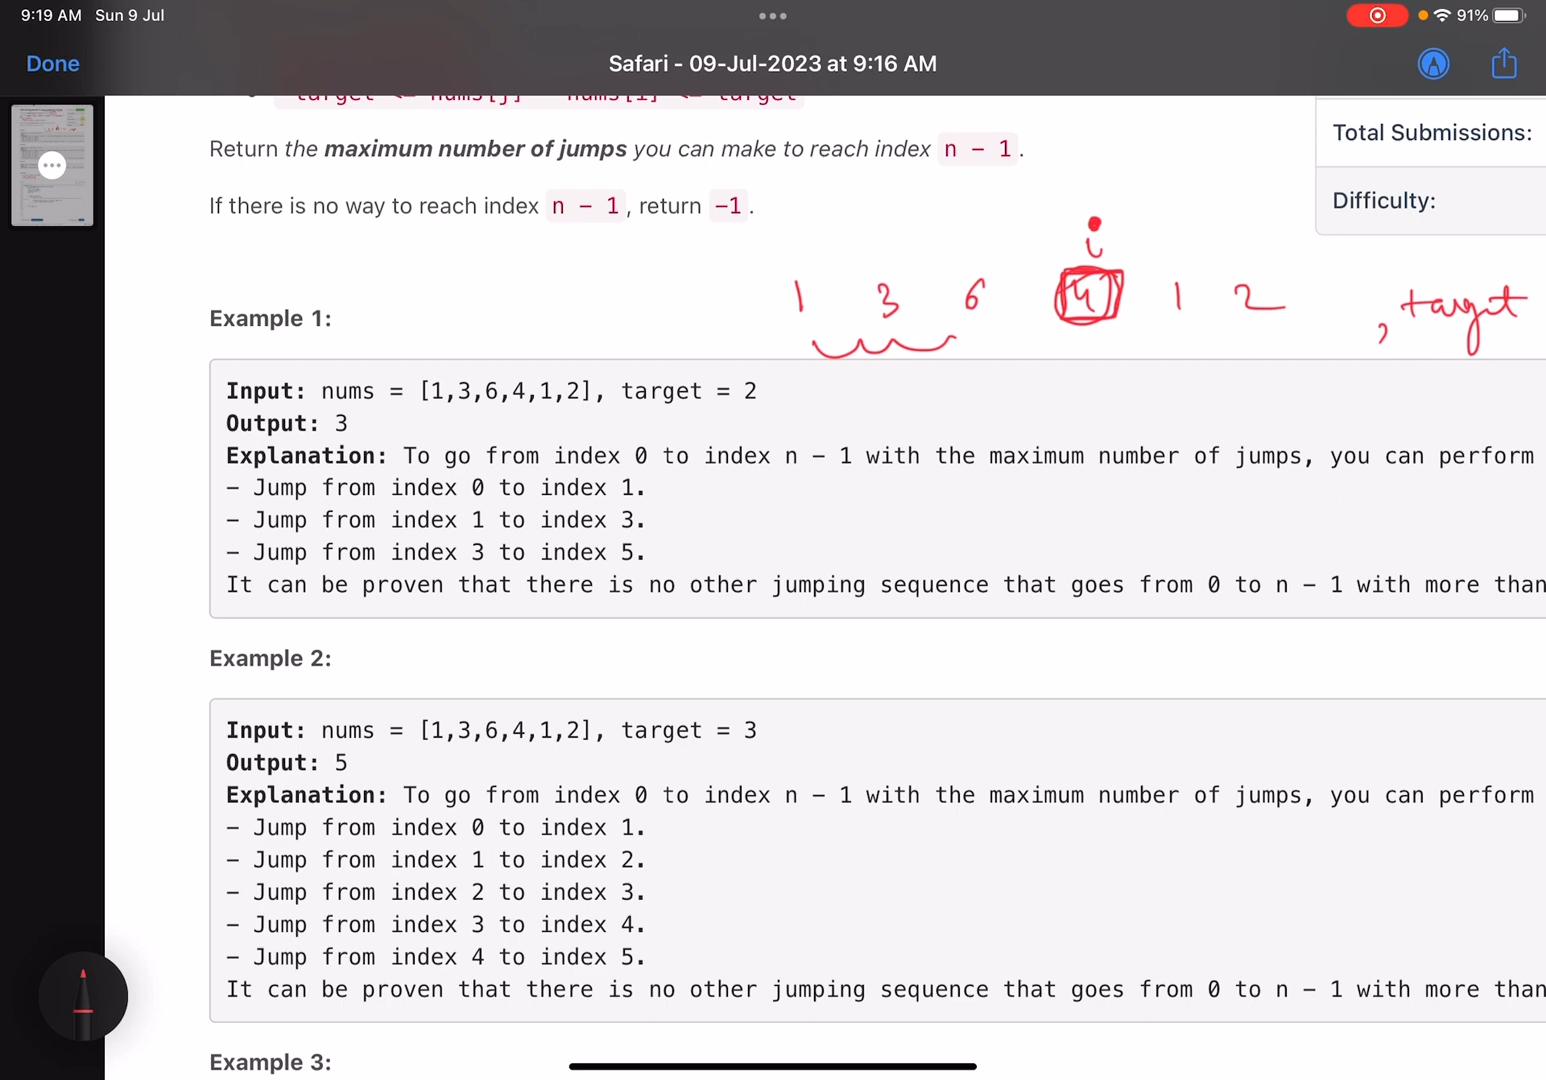 9:19 AM Sun 9 Jul
91%
Done
Safari - 09-Jul-2023 at 9:16 AM
target <= nums[j] - nums[i] <= target
Return the maximum number of jumps you can make to reach index n - 1.
If there is no way to reach index n - 1, return -1.
Total Submissions:
Difficulty:
i
1 3 6 4 1 2 , target
Example 1:
Input: nums = [1,3,6,4,1,2], target = 2
Output: 3
Explanation: To go from index 0 to index n - 1 with the maximum number of jumps, you can perform
- Jump from index 0 to index 1.
- Jump from index 1 to index 3.
- Jump from index 3 to index 5.
It can be proven that there is no other jumping sequence that goes from 0 to n - 1 with more than
Example 2:
Input: nums = [1,3,6,4,1,2], target = 3
Output: 5
Explanation: To go from index 0 to index n - 1 with the maximum number of jumps, you can perform
- Jump from index 0 to index 1.
- Jump from index 1 to index 2.
- Jump from index 2 to index 3.
- Jump from index 3 to index 4.
- Jump from index 4 to index 5.
It can be proven that there is no other jumping sequence that goes from 0 to n - 1 with more than
Example 3: